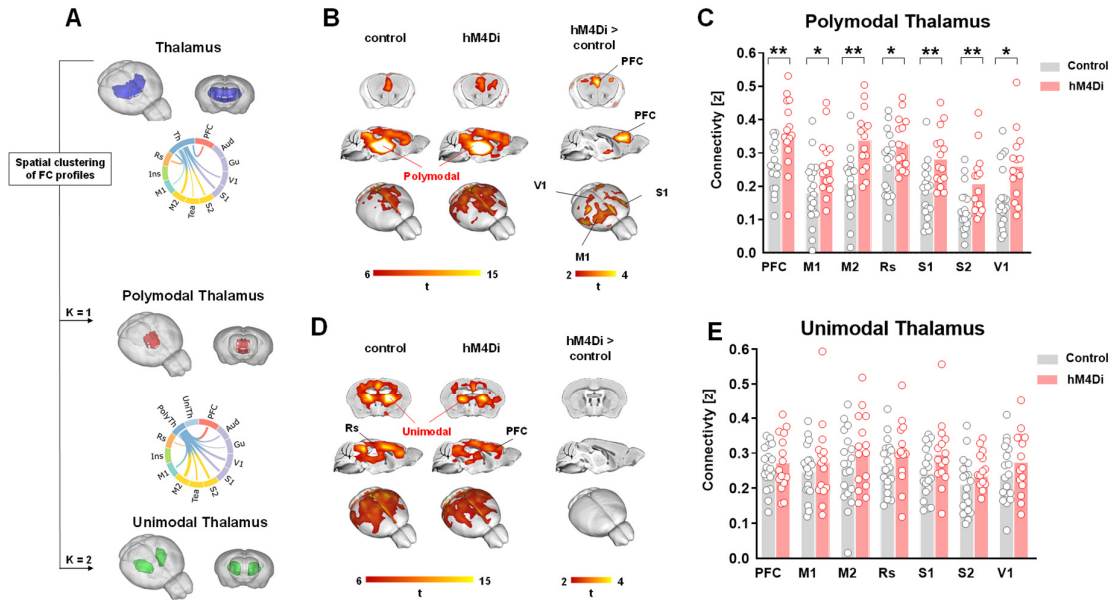 A
Thalamus
Th
PFC
Aud
Gu
V1
S1
S2
Tea
M2
M1
Ins
Rs
Spatial clustering
of FC profiles
Polymodal Thalamus
K = 1
UniTh
PolyTh
PFC
Aud
Gu
V1
S1
S2
Tea
M2
M1
Ins
Rs
Unimodal Thalamus
K = 2
B
control
hM4Di
hM4Di >
control
PFC
PFC
Polymodal
V1
S1
M1
6
15
t
2
4
t
C
Polymodal Thalamus
Control
hM4Di
** * ** * ** ** *
Connectivity [z]
0.6
0.5
0.4
0.3
0.2
0.1
0.0
PFC M1 M2 Rs S1 S2 V1
D
control
hM4Di
hM4Di >
control
Rs
Unimodal
PFC
6
15
t
2
4
t
E
Unimodal Thalamus
Control
hM4Di
Connectivty [z]
0.6
0.5
0.4
0.3
0.2
0.1
0.0
PFC M1 M2 Rs S1 S2 V1